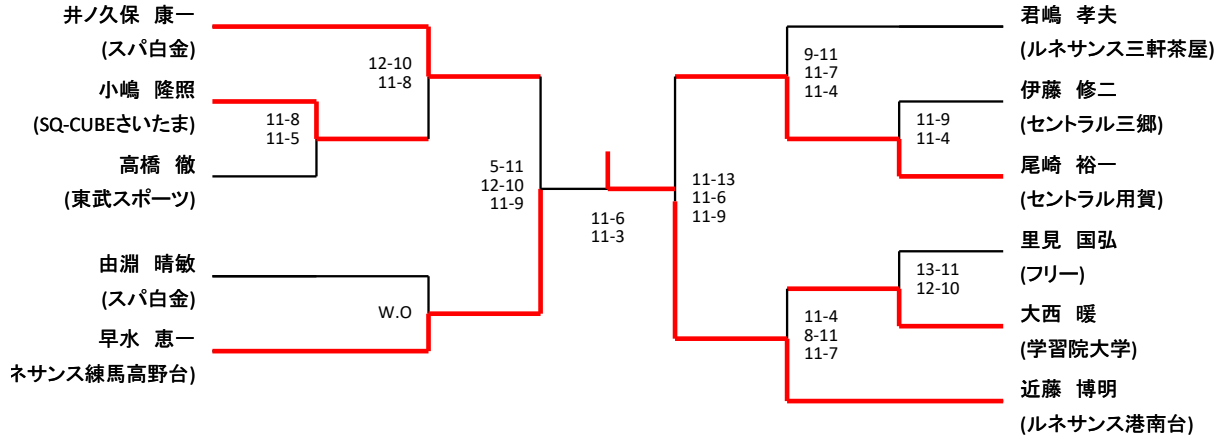 井ノ久保 康一
(スパ白金)
12-10
11-8
小嶋 隆照
(SQ-CUBEさいたま)
11-8
11-5
高橋 徹
(東武スポーツ)
5-11
12-10
11-9
由淵 晴敏
(スパ白金)
W.O
早水 恵一
ネサンス練馬高野台)
11-6
11-3
君嶋 孝夫
(ルネサンス三軒茶屋)
9-11
11-7
11-4
伊藤 修二
(セントラル三郷)
11-9
11-4
尾崎 裕一
(セントラル用賀)
11-13
11-6
11-9
里見 国弘
(フリー)
13-11
12-10
大西 暖
(学習院大学)
11-4
8-11
11-7
近藤 博明
(ルネサンス港南台)